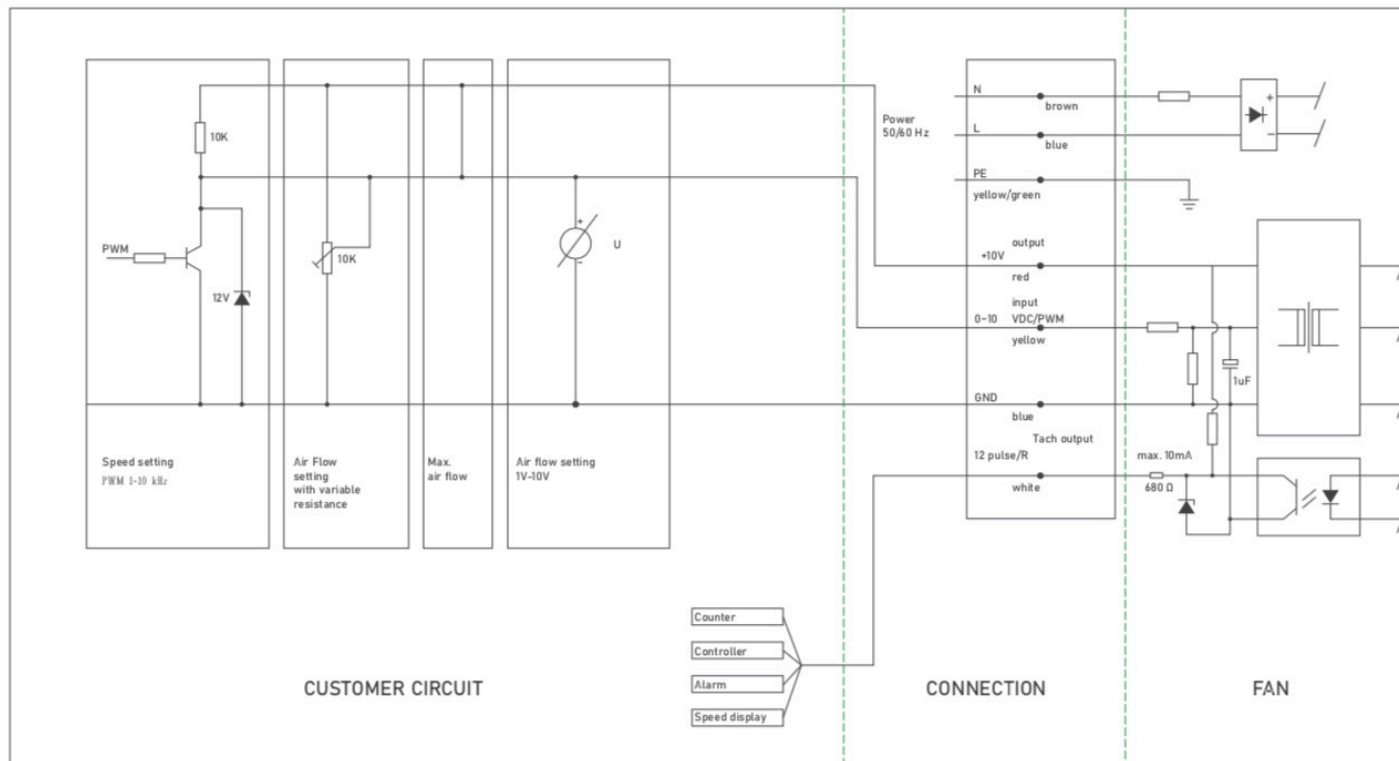 10K
PWM
12V
Speed setting
PWM 1-10 kHz
10K
Air Flow
setting
with variable
resistance
Max.
air flow
+
U
-
Air flow setting
1V-10V
Power
50/60 Hz
N
brown
L
blue
PE
yellow/green
output
+10V
red
input
0~10 VDC/PWM
yellow
GND
blue
Tach output
12 pulse/R
white
+
-
1uF
max. 10mA
680 Ω
Counter
Controller
Alarm
Speed display
CUSTOMER CIRCUIT
CONNECTION
FAN